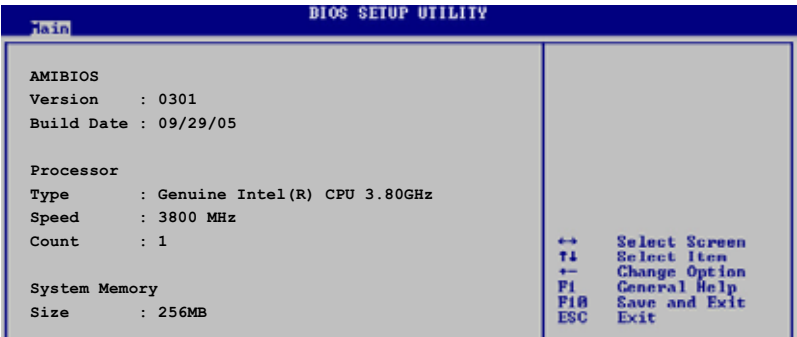 BIOS SETUP UTILITY
Main
AMIBIOS
Version : 0301
Build Date : 09/29/05
Processor
Type : Genuine Intel(R) CPU 3.80GHz
Speed : 3800 MHz
Count : 1
System Memory
Size : 256MB
↔ Select Screen
↑↓ Select Item
+- Change Option
F1 General Help
F10 Save and Exit
ESC Exit